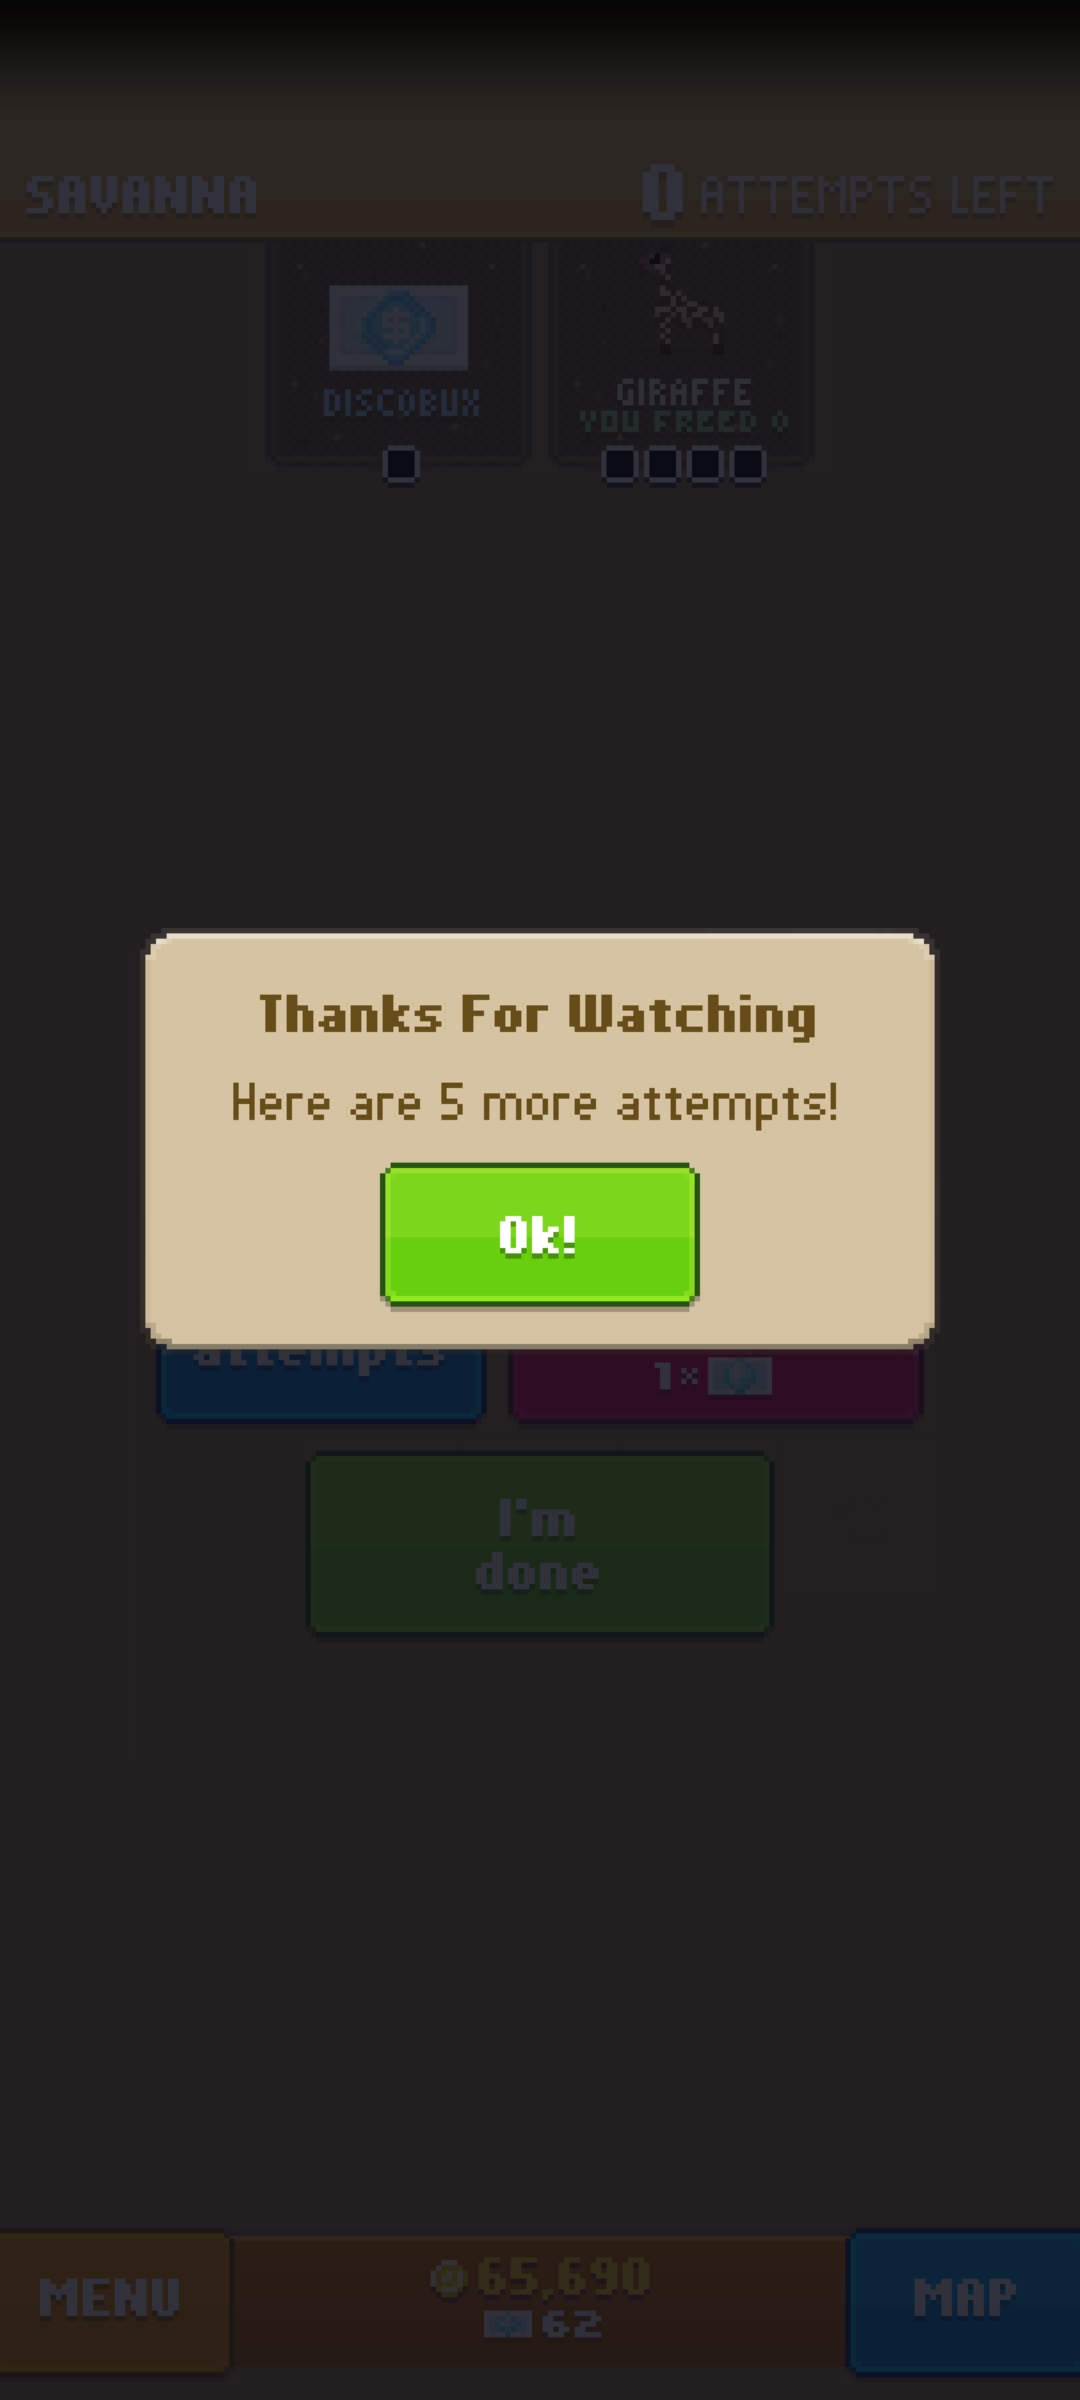 SAVANNA
0 ATTEMPTS LEFT
$
DISCOBUX
GIRAFFE
YOU FREED 0
Thanks For Watching
Here are 5 more attempts!
Ok!
attempts
1×
I'm
done
MENU
65,690
62
MAP